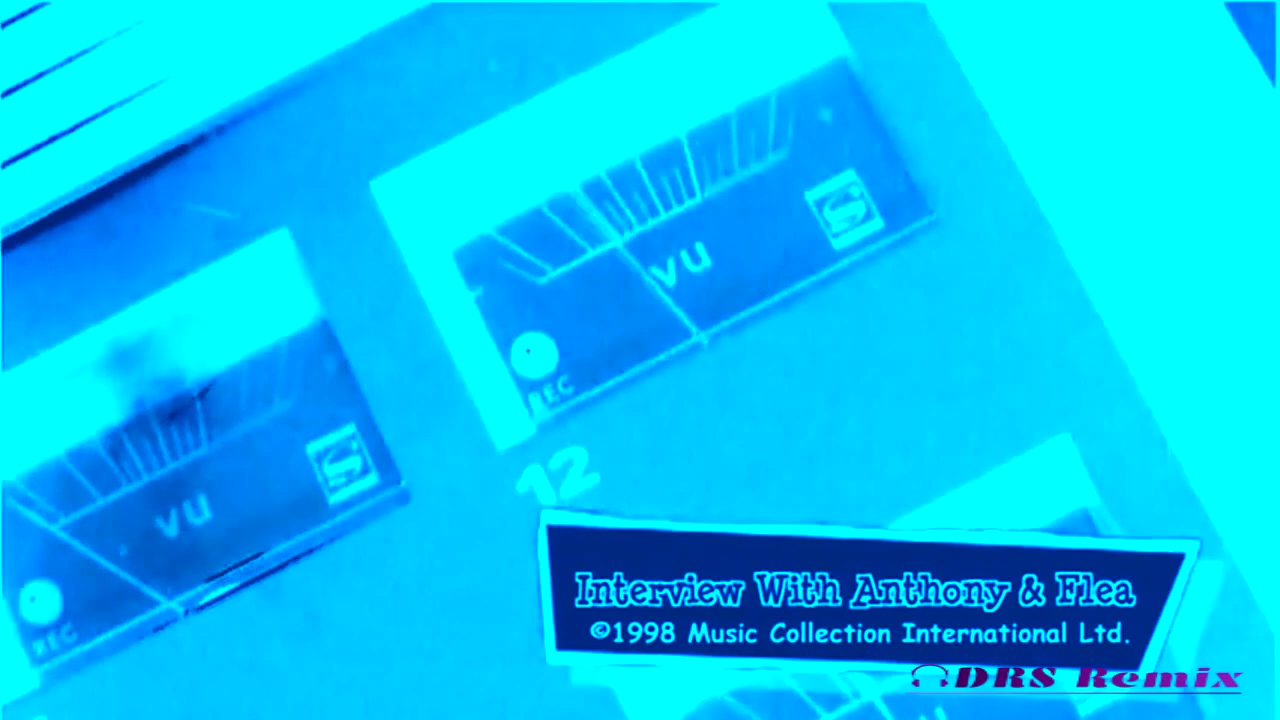 VU
REC
12
VU
REC
Interview With Anthony & Flea
©1998 Music Collection International Ltd.
DRS Remix